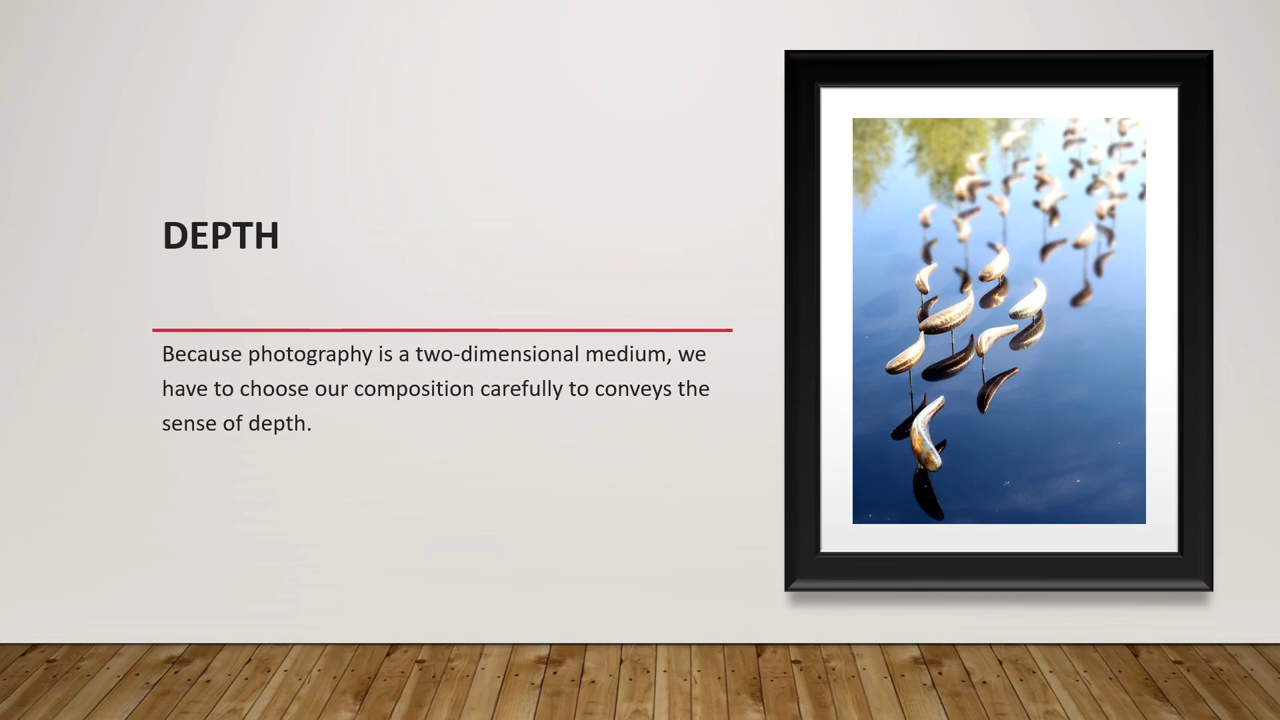 DEPTH
Because photography is a two-dimensional medium, we
have to choose our composition carefully to conveys the
sense of depth.